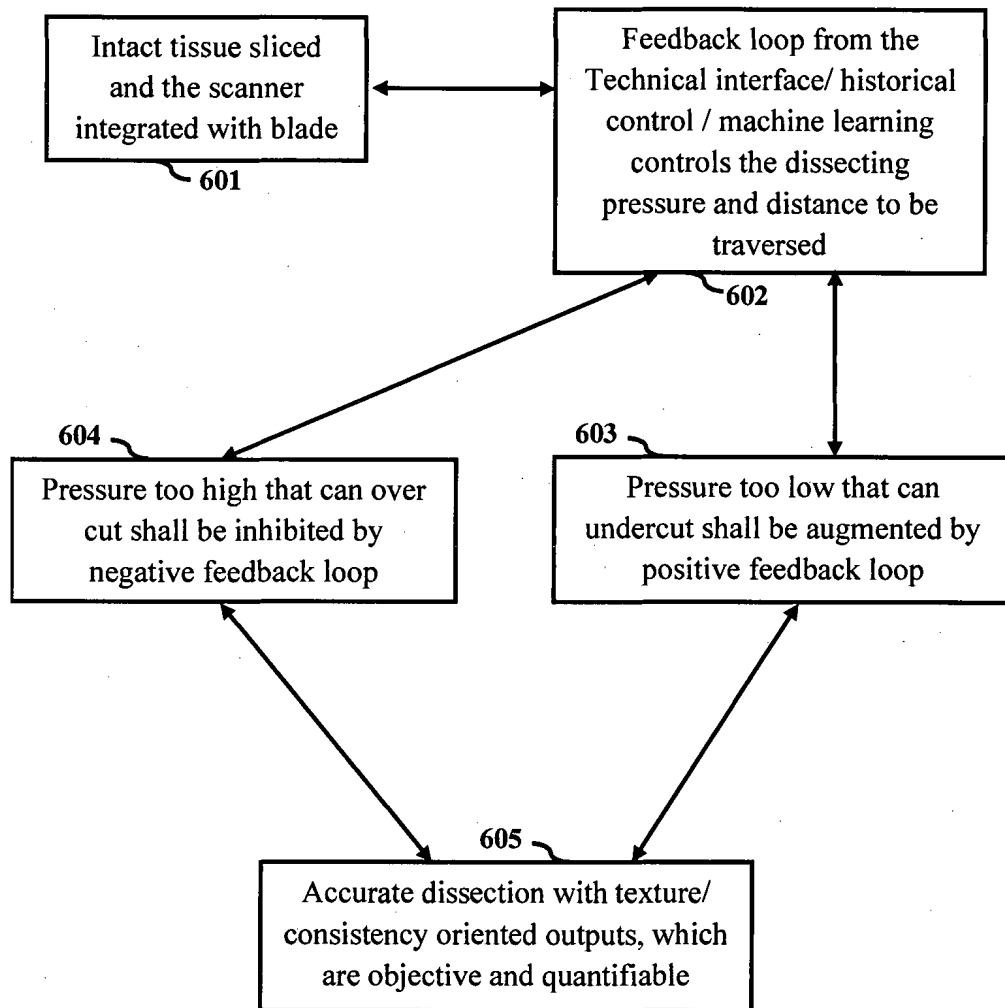 Intact tissue sliced
and the scanner
integrated with blade
601
Feedback loop from the
Technical interface/ historical
control / machine learning
controls the dissecting
pressure and distance to be
traversed
602
604
Pressure too high that can over
cut shall be inhibited by
negative feedback loop
603
Pressure too low that can
undercut shall be augmented by
positive feedback loop
605
Accurate dissection with texture/
consistency oriented outputs, which
are objective and quantifiable